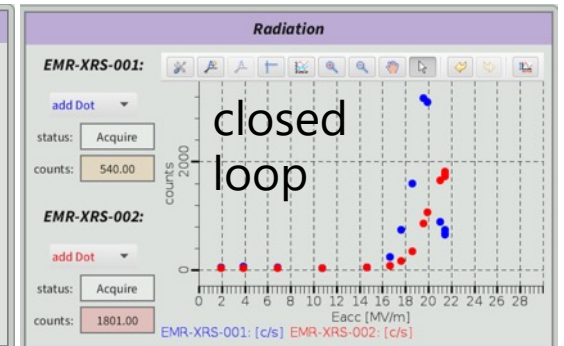 Radiation
EMR-XRS-001:
add Dot
status: Acquire
counts: 540.00
EMR-XRS-002:
add Dot
status: Acquire
counts: 1801.00
closed
loop
counts
2000
0
0 2 4 6 8 10 12 14 16 18 20 22 24 26 28
Eacc [MV/m]
EMR-XRS-001: [c/s] EMR-XRS-002: [c/s]